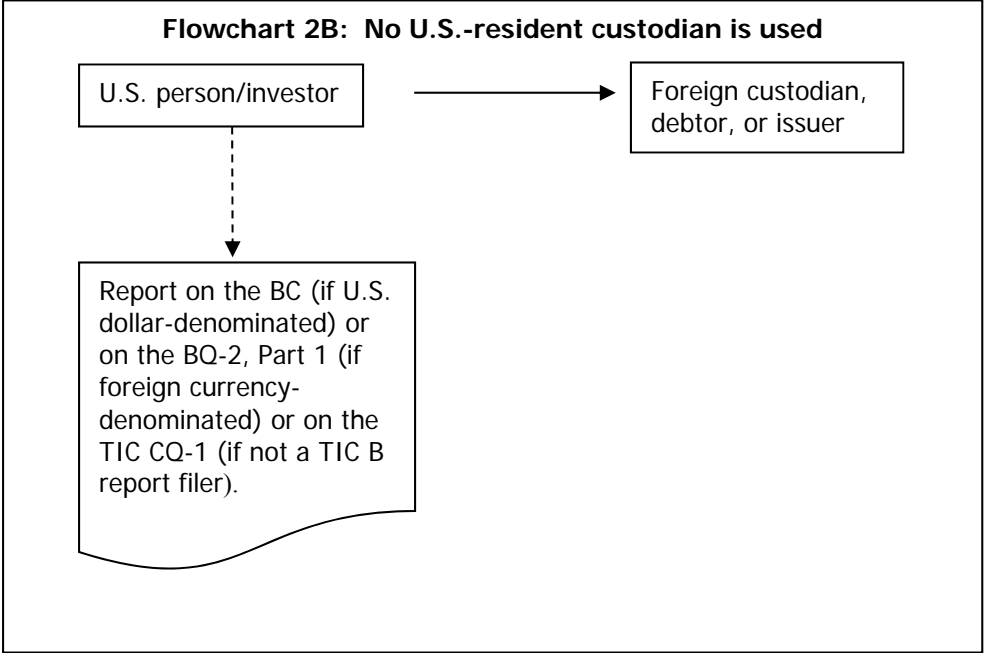 Flowchart 2B:  No U.S.-resident custodian is used
U.S. person/investor
Foreign custodian,
debtor, or issuer
Report on the BC (if U.S.
dollar-denominated) or
on the BQ-2, Part 1 (if
foreign currency-
denominated) or on the
TIC CQ-1 (if not a TIC B
report filer).